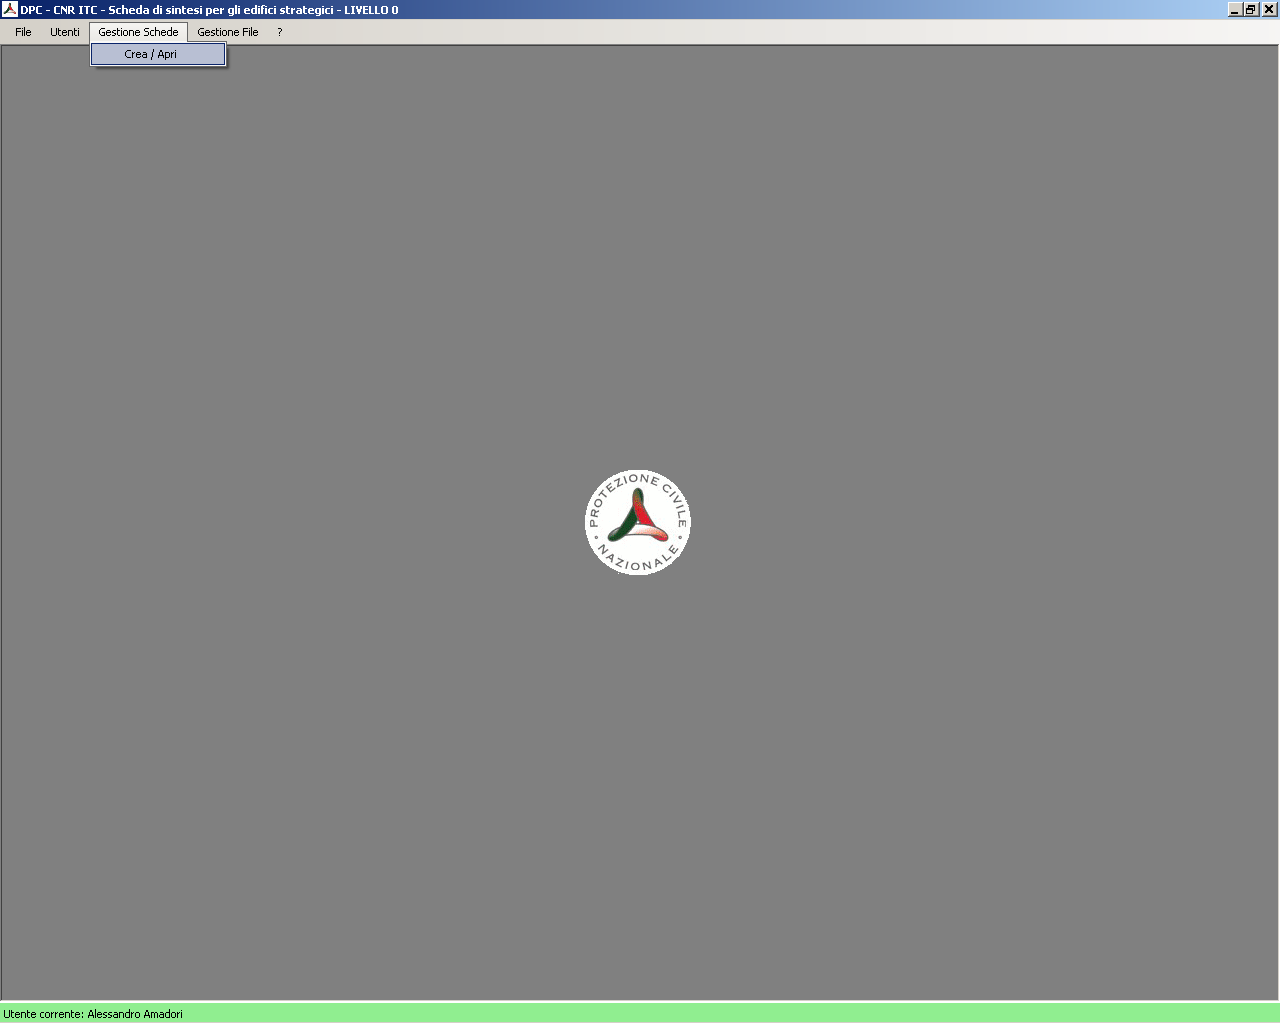 DPC - CNR ITC - Scheda di sintesi per gli edifici strategici - LIVELLO 0
File Utenti Gestione Schede Gestione File ?
Crea / Apri
PROTEZIONE CIVILE
NAZIONALE
Utente corrente: Alessandro Amadori